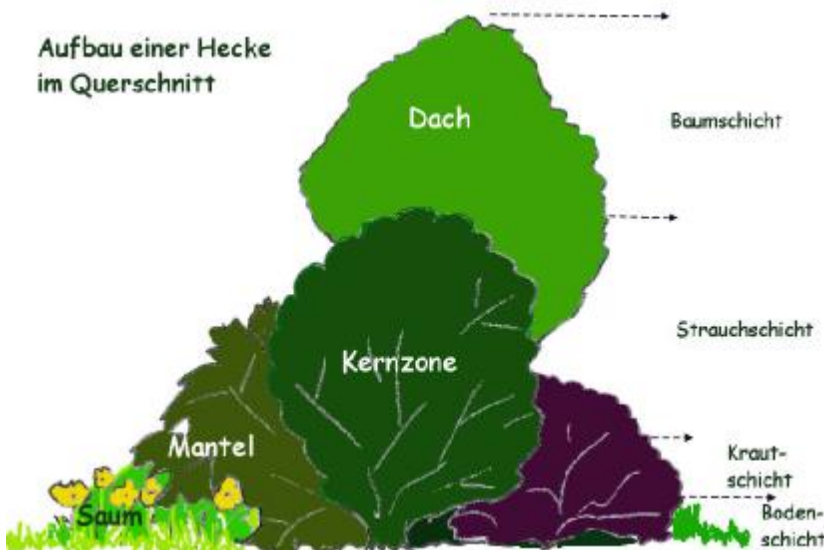 Aufbau einer Hecke
im Querschnitt
Dach
Baumschicht
Strauchschicht
Kernzone
Mantel
Kraut-
schicht
Saum
Boden-
schicht